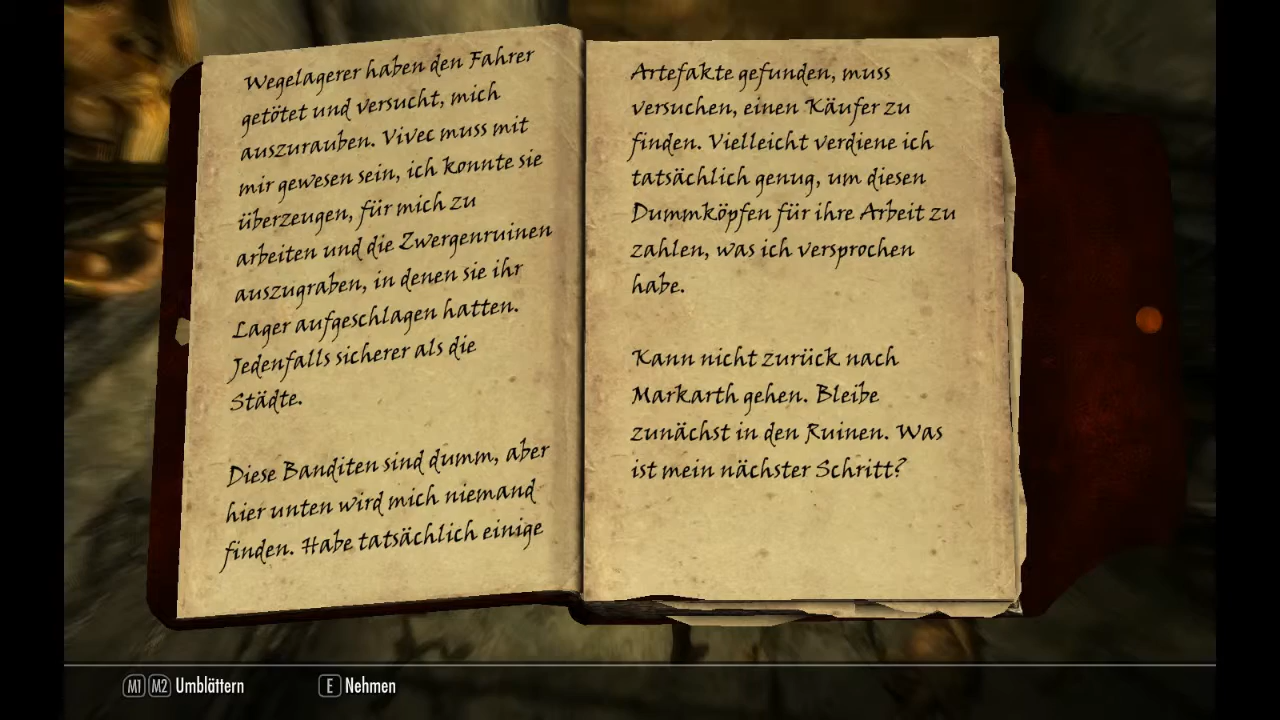 Wegelagerer haben den Fahrer
getötet und versucht, mich
auszurauben. Vivec muss mit
mir gewesen sein, ich konnte sie
überzeugen, für mich zu
arbeiten und die Zwergenruinen
auszugraben, in denen sie ihr
Lager aufgeschlagen hatten.
Jedenfalls sicherer als die
Städte.
Diese Banditen sind dumm, aber
hier unten wird mich niemand
finden. Habe tatsächlich einige
Artefakte gefunden, muss
versuchen, einen Käufer zu
finden. Vielleicht verdiene ich
tatsächlich genug, um diesen
Dummköpfen für ihre Arbeit zu
zahlen, was ich versprochen
habe.
Kann nicht zurück nach
Markarth gehen. Bleibe
zunächst in den Ruinen. Was
ist mein nächster Schritt?
M1 M2 Umblättern E Nehmen